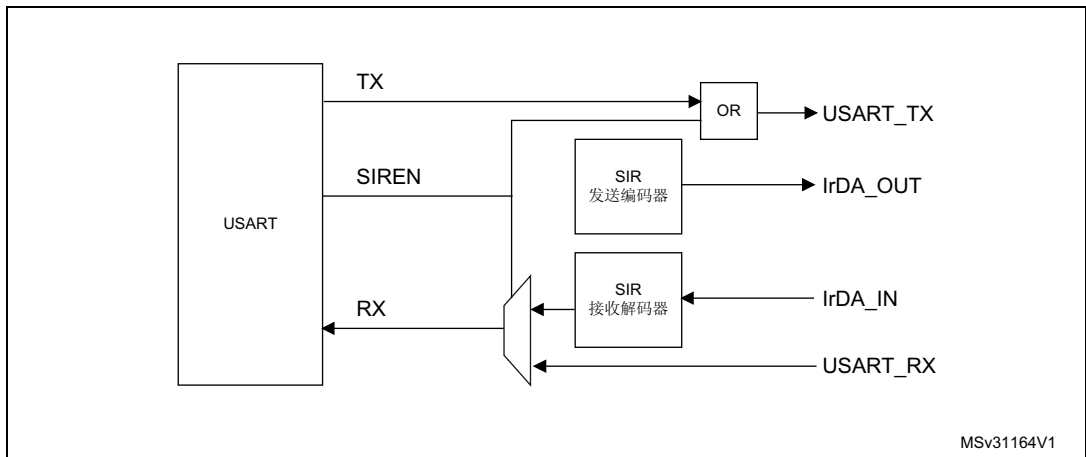 TX
OR
USART_TX
SIREN
SIR
发送编码器
IrDA_OUT
USART
SIR
接收解码器
IrDA_IN
RX
USART_RX
MSv31164V1